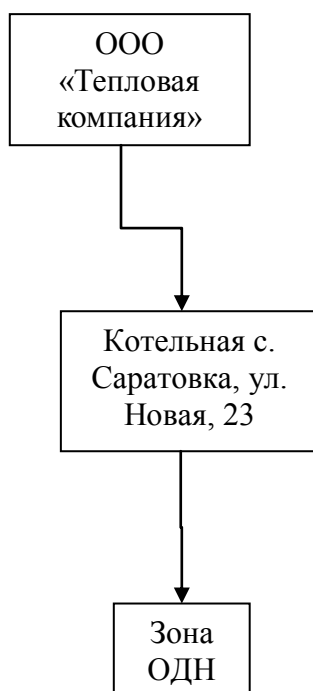 ООО
«Тепловая
компания»
Котельная с.
Саратовка, ул.
Новая, 23
Зона
ОДН